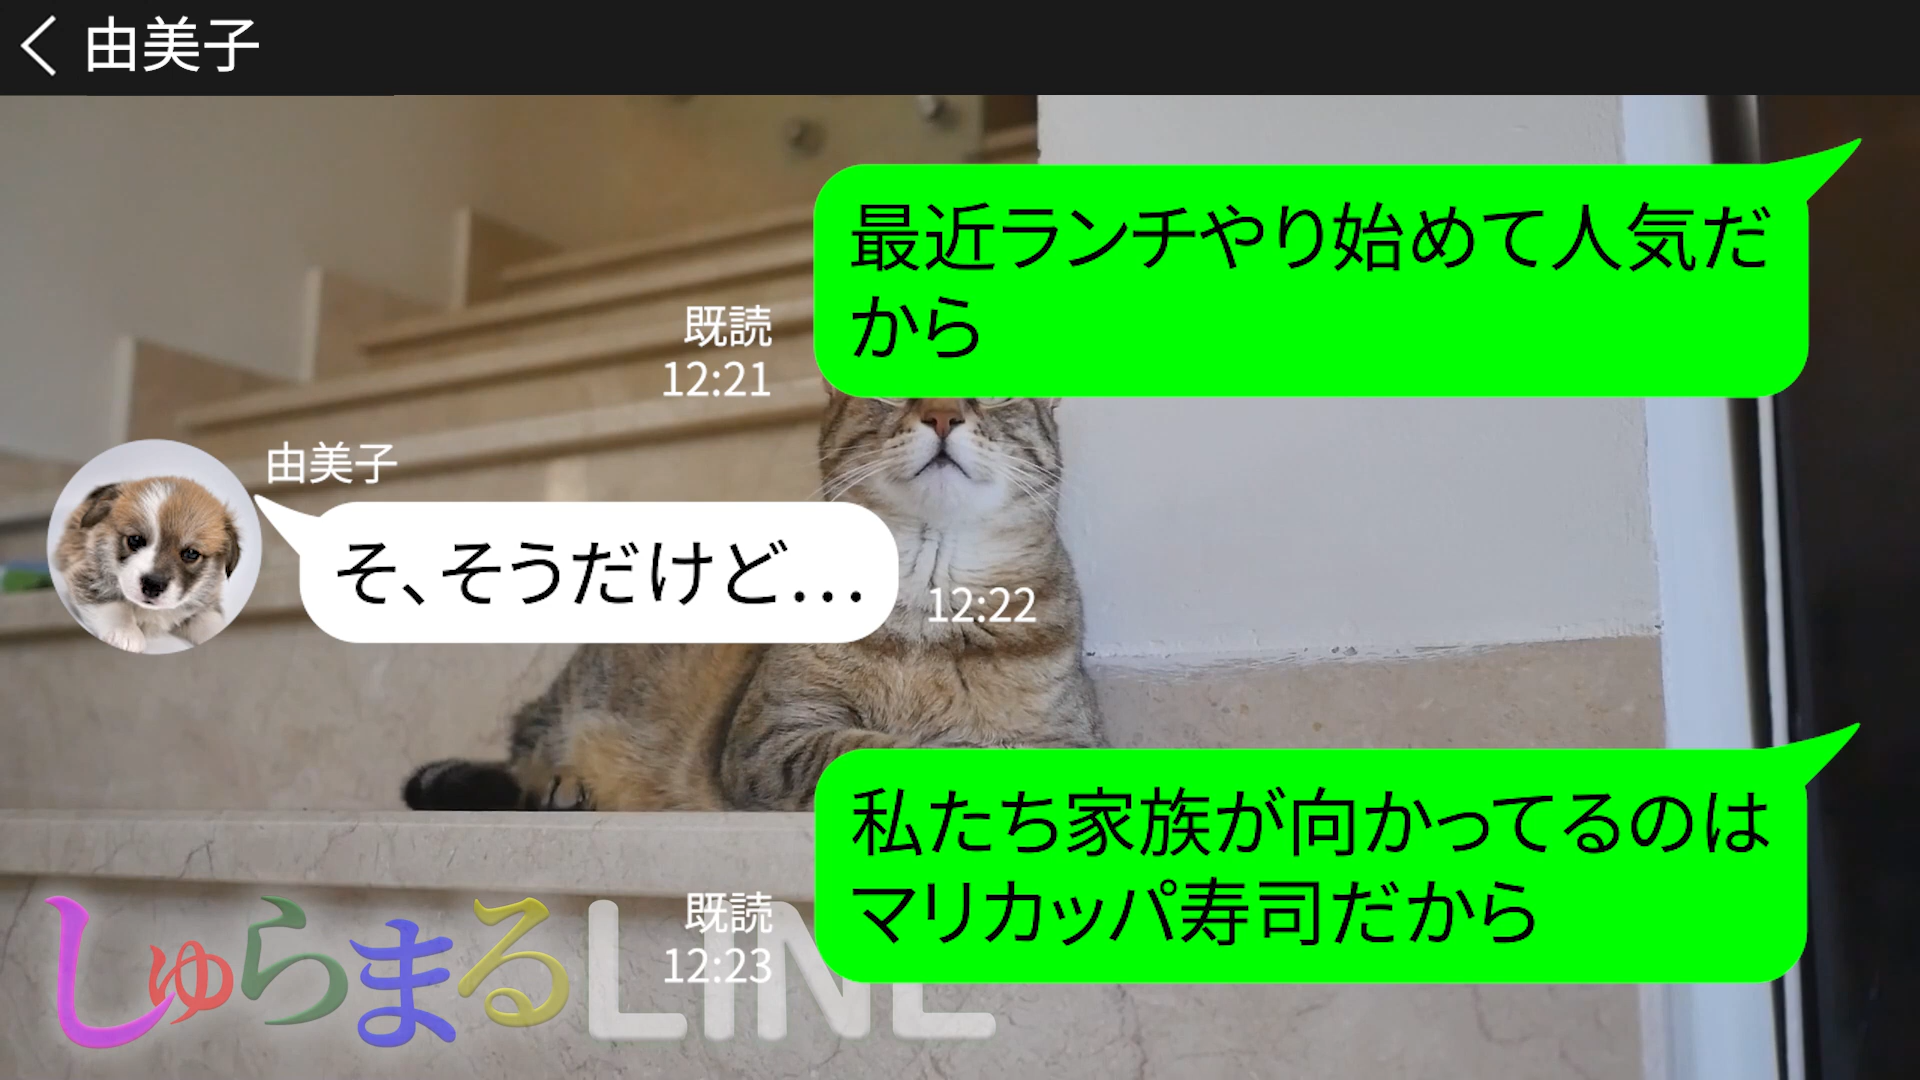 由美子
最近ランチやり始めて人気だ
から
既読
12:21
由美子
そ、そうだけど…
12:22
私たち家族が向かってるのは
マリカッパ寿司だから
既読
12:23
しゅらまるLINE